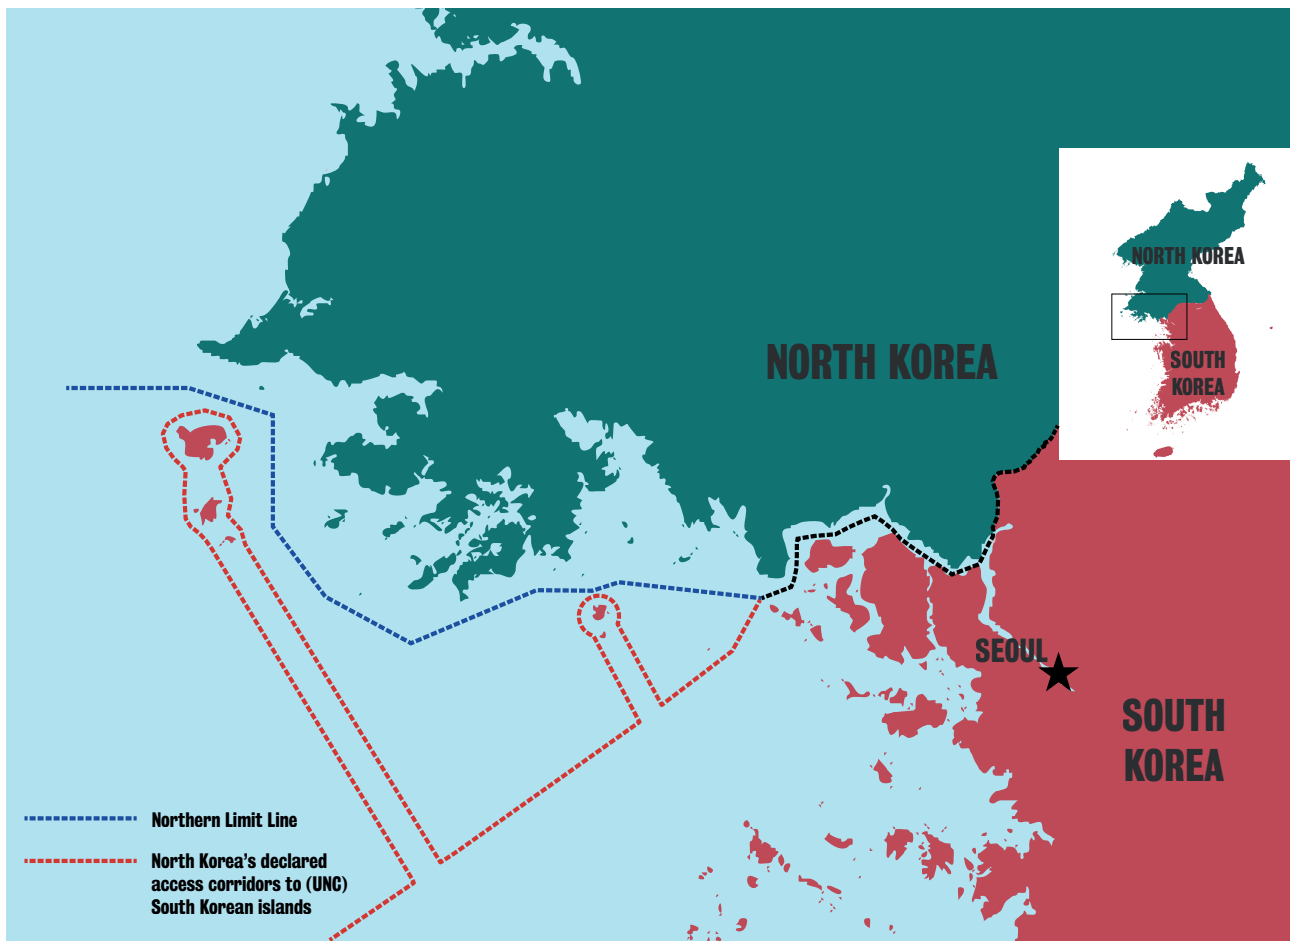 NORTH KOREA
SOUTH
KOREA
NORTH KOREA
SEOUL
SOUTH
KOREA
Northern Limit Line
North Korea’s declared
access corridors to (UNC)
South Korean islands